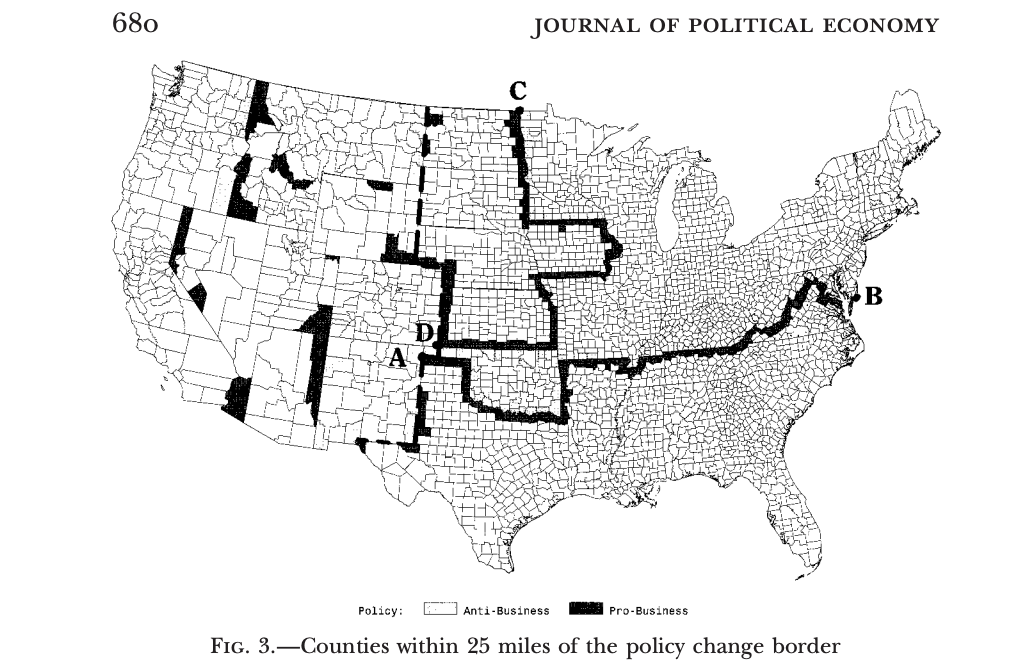 680
JOURNAL OF POLITICAL ECONOMY
C
B
D
A
Policy: Anti-Business Pro-Business
FIG. 3.—Counties within 25 miles of the policy change border